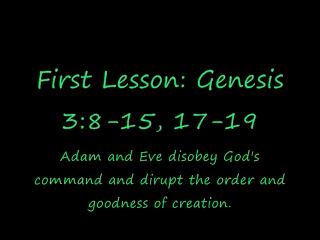 First Lesson: Genesis
3:8-15, 17-19
Adam and Eve disobey God's
command and dirupt the order and
goodness of creation.